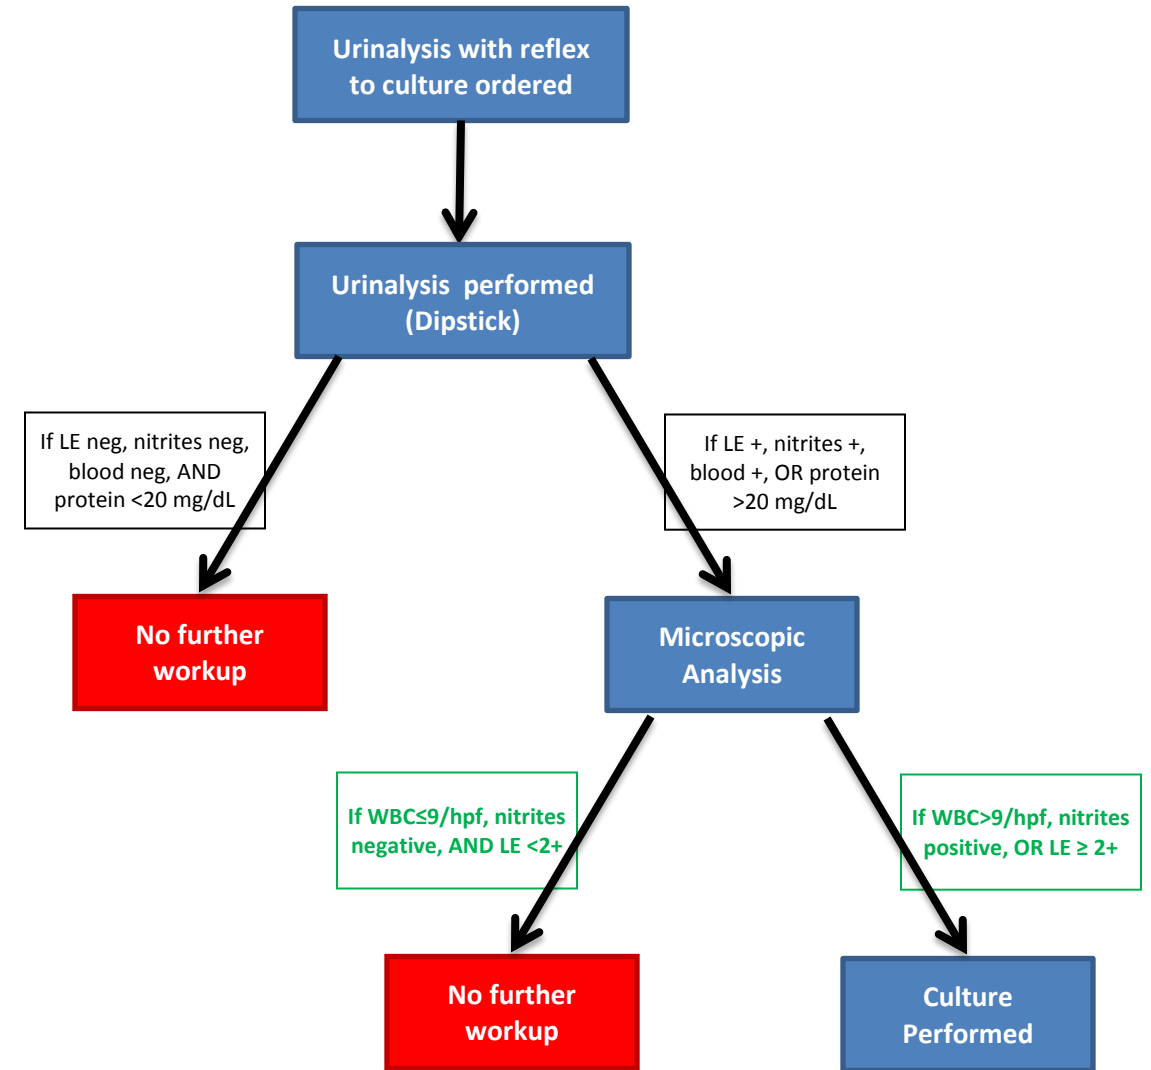 Urinalysis with reflex
to culture ordered
Urinalysis performed
(Dipstick)
If LE neg, nitrites neg,
blood neg, AND
protein <20 mg/dL
If LE +, nitrites +,
blood +, OR protein
>20 mg/dL
No further
workup
Microscopic
Analysis
If WBC≤9/hpf, nitrites
negative, AND LE <2+
If WBC>9/hpf, nitrites
positive, OR LE ≥ 2+
No further
workup
Culture
Performed